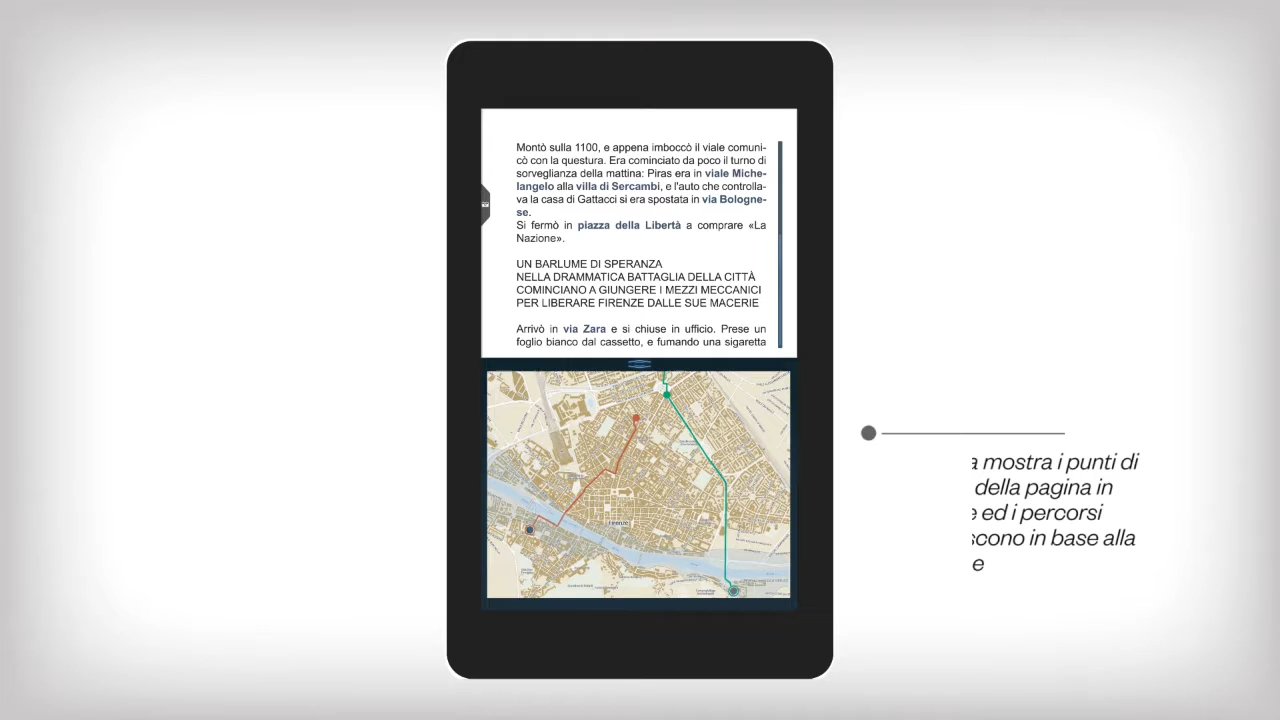 Montò sulla 1100, e appena imboccò il viale comuni-
cò con la questura. Era cominciato da poco il turno di
sorveglianza della mattina: Piras era in viale Miche-
langelo alla villa di Sercambi, e l'auto che controlla-
va la casa di Gattacci si era spostata in via Bologne-
se.
Si fermò in piazza della Libertà a comprare «La
Nazione».
UN BARLUME DI SPERANZA
NELLA DRAMMATICA BATTAGLIA DELLA CITTÀ
COMINCIANO A GIUNGERE I MEZZI MECCANICI
PER LIBERARE FIRENZE DALLE SUE MACERIE
Arrivò in via Zara e si chiuse in ufficio. Prese un
foglio bianco dal cassetto, e fumando una sigaretta
Firenze
a mostra i punti di
della pagina in
e ed i percorsi
scono in base alla
e